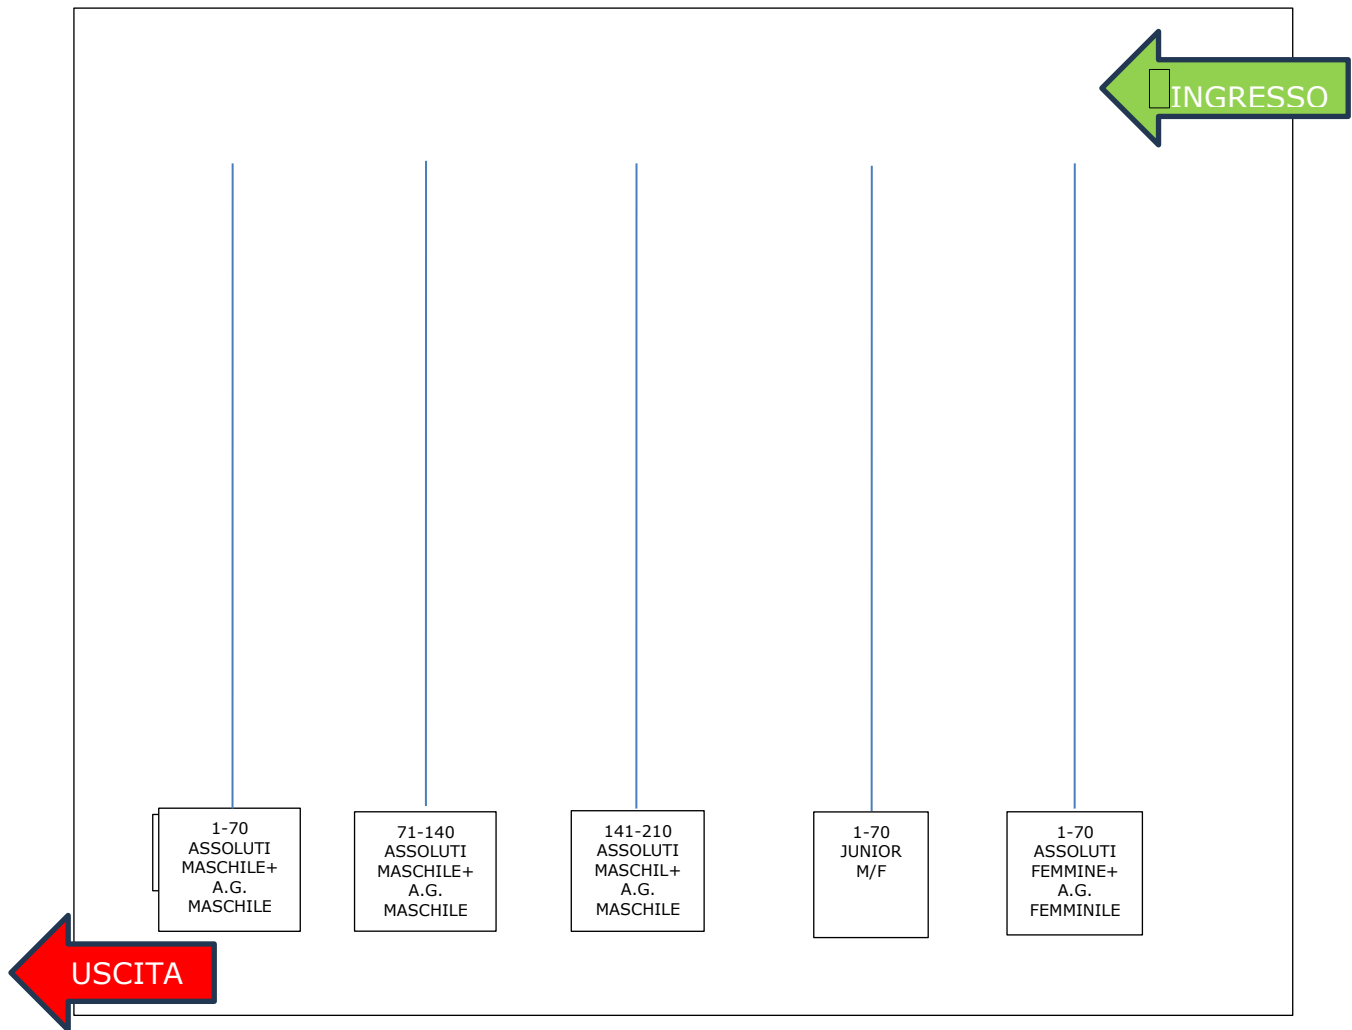 INGRESSO
1-70
ASSOLUTI
MASCHILE+
A.G.
MASCHILE
71-140
ASSOLUTI
MASCHILE+
A.G.
MASCHILE
141-210
ASSOLUTI
MASCHIL+
A.G.
MASCHILE
1-70
JUNIOR
M/F
1-70
ASSOLUTI
FEMMINE+
A.G.
FEMMINILE
USCITA